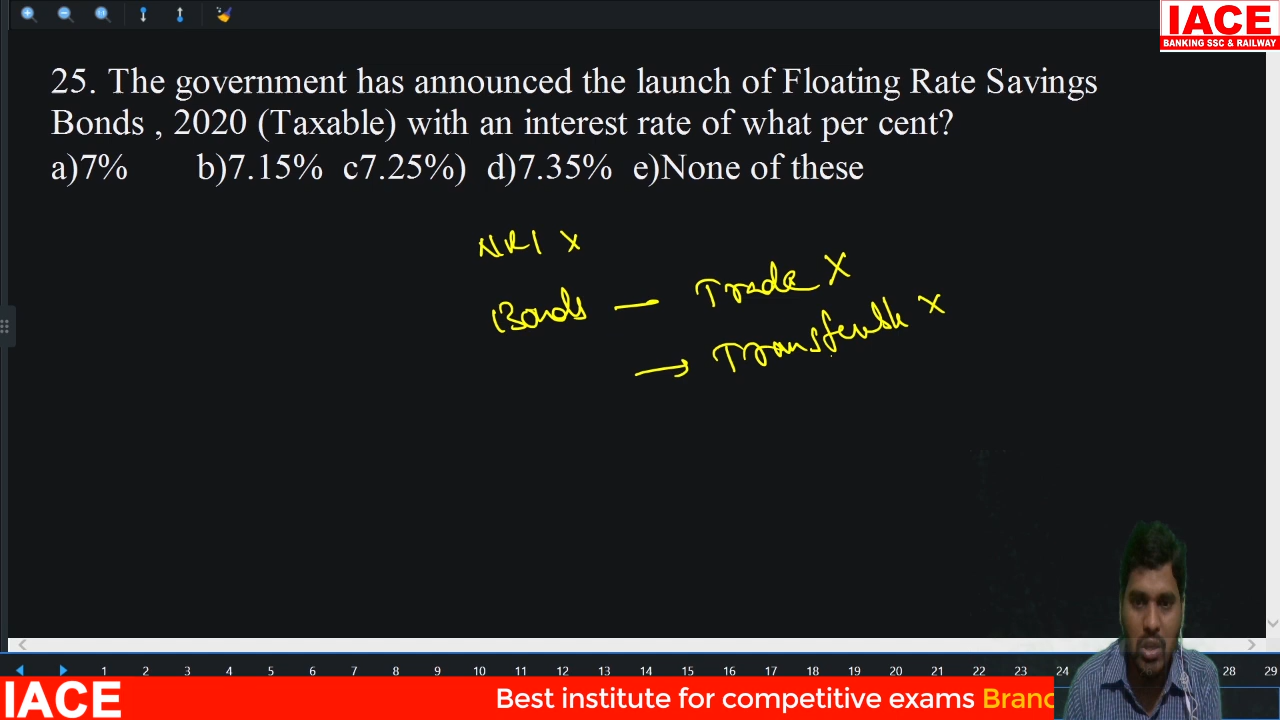 IACE
BANKING SSC & RAILWAY
25. The government has announced the launch of Floating Rate Savings
Bonds , 2020 (Taxable) with an interest rate of what per cent?
a)7% b)7.15% c7.25%) d)7.35% e)None of these
NRI X
Bonds — Trade X
→ Transferable X
1 2 3 4 5 6 7 8 9 10 11 12 13 14 15 16 17 18 19 20 21 22 23 24 28 29
IACE
Best institute for competitive exams Branc